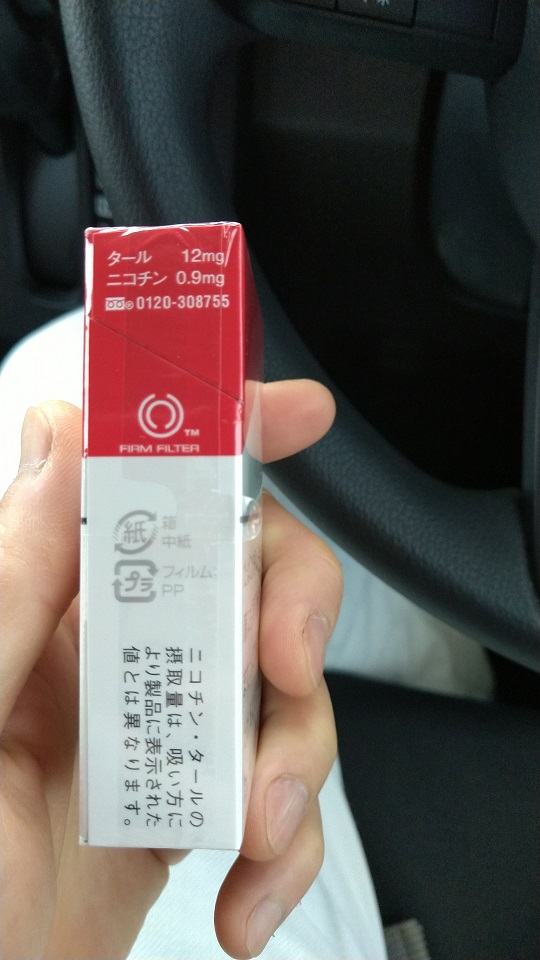 タール 12mg
ニコチン 0.9mg
0120-308755
TM
FIRM FILTER
紙
箱
中紙
プラ
フィルム:
PP
ニコチン・タールの
摂取量は、吸い方に
より製品に表示された
値とは異なります。